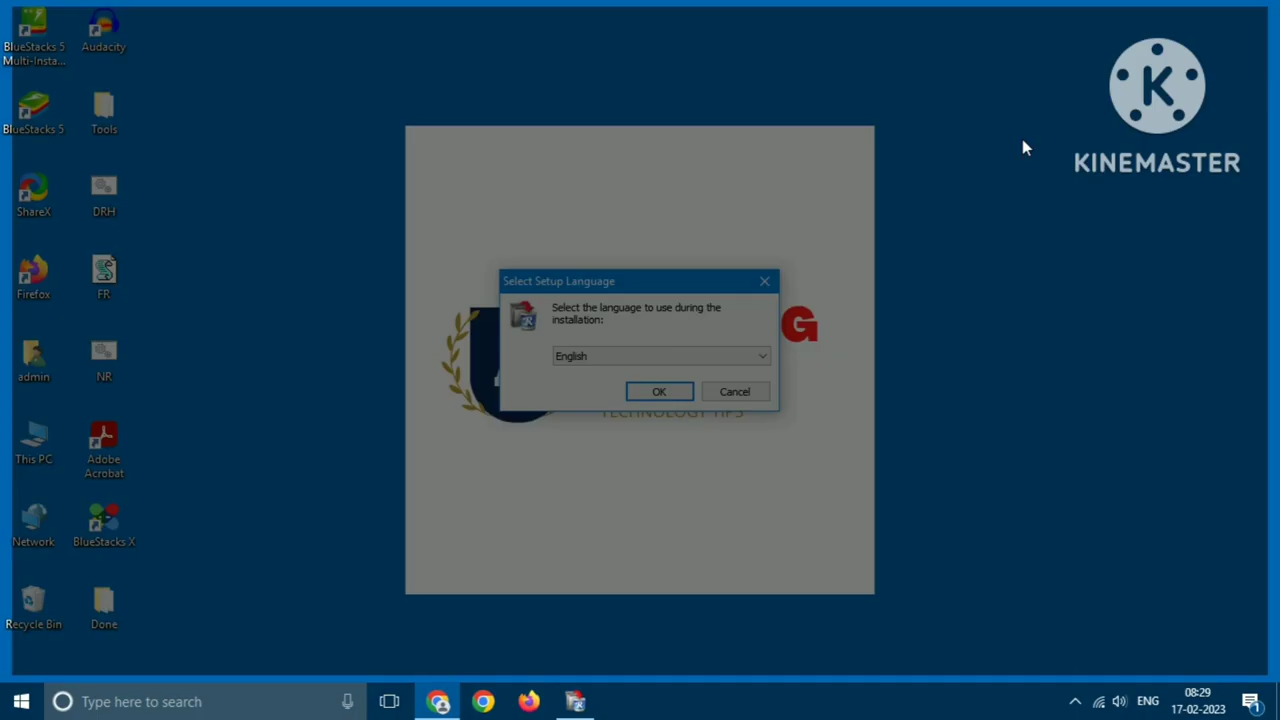 BlueStacks 5
Multi-Insta...
Audacity
KINEMASTER
BlueStacks 5
Tools
ShareX
DRH
Firefox
FR
admin
NR
This PC
Adobe
Acrobat
Network
BlueStacks X
Recycle Bin
Done
Select Setup Language
Select the language to use during the
installation:
English
OK
Cancel
G
TECHNOLOGY TIPS
Type here to search
ENG
08:29
17-02-2023
1